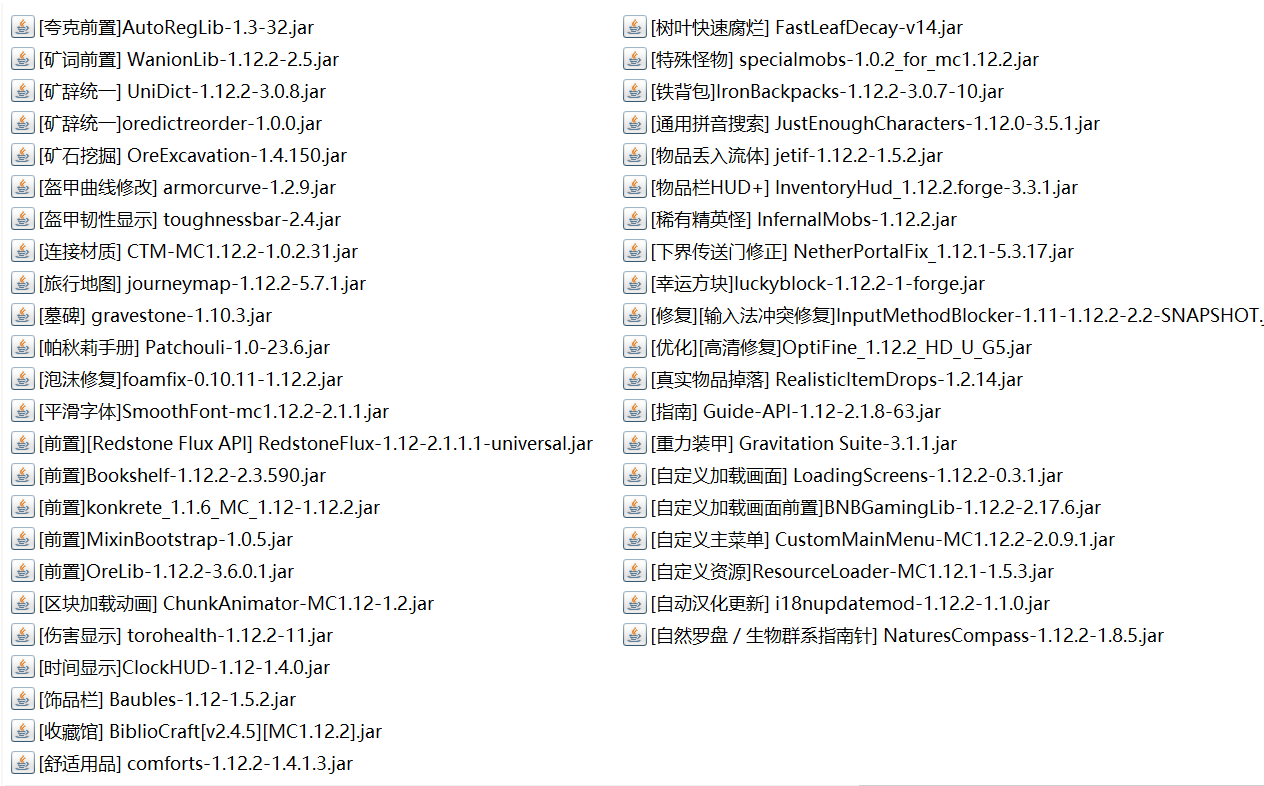 [夸克前置]AutoRegLib-1.3-32.jar
[矿词前置] WanionLib-1.12.2-2.5.jar
[矿辞统一] UniDict-1.12.2-3.0.8.jar
[矿辞统一]oredictreorder-1.0.0.jar
[矿石挖掘] OreExcavation-1.4.150.jar
[盔甲曲线修改] armorcurve-1.2.9.jar
[盔甲韧性显示] toughnessbar-2.4.jar
[连接材质] CTM-MC1.12.2-1.0.2.31.jar
[旅行地图] journeymap-1.12.2-5.7.1.jar
[墓碑] gravestone-1.10.3.jar
[帕秋莉手册] Patchouli-1.0-23.6.jar
[泡沫修复]foamfix-0.10.11-1.12.2.jar
[平滑字体]SmoothFont-mc1.12.2-2.1.1.jar
[前置][Redstone Flux API] RedstoneFlux-1.12-2.1.1.1-universal.jar
[前置]Bookshelf-1.12.2-2.3.590.jar
[前置]konkrete_1.1.6_MC_1.12-1.12.2.jar
[前置]MixinBootstrap-1.0.5.jar
[前置]OreLib-1.12.2-3.6.0.1.jar
[区块加载动画] ChunkAnimator-MC1.12-1.2.jar
[伤害显示] torohealth-1.12.2-11.jar
[时间显示]ClockHUD-1.12-1.4.0.jar
[饰品栏] Baubles-1.12-1.5.2.jar
[收藏馆] BiblioCraft[v2.4.5][MC1.12.2].jar
[舒适用品] comforts-1.12.2-1.4.1.3.jar
[树叶快速腐烂] FastLeafDecay-v14.jar
[特殊怪物] specialmobs-1.0.2_for_mc1.12.2.jar
[铁背包]IronBackpacks-1.12.2-3.0.7-10.jar
[通用拼音搜索] JustEnoughCharacters-1.12.0-3.5.1.jar
[物品丢入流体] jetif-1.12.2-1.5.2.jar
[物品栏HUD+] InventoryHud_1.12.2.forge-3.3.1.jar
[稀有精英怪] InfernalMobs-1.12.2.jar
[下界传送门修正] NetherPortalFix_1.12.1-5.3.17.jar
[幸运方块]luckyblock-1.12.2-1-forge.jar
[修复][输入法冲突修复]InputMethodBlocker-1.11-1.12.2-2.2-SNAPSHOT.
[优化][高清修复]OptiFine_1.12.2_HD_U_G5.jar
[真实物品掉落] RealisticItemDrops-1.2.14.jar
[指南] Guide-API-1.12-2.1.8-63.jar
[重力装甲] Gravitation Suite-3.1.1.jar
[自定义加载画面] LoadingScreens-1.12.2-0.3.1.jar
[自定义加载画面前置]BNBGamingLib-1.12.2-2.17.6.jar
[自定义主菜单] CustomMainMenu-MC1.12.2-2.0.9.1.jar
[自定义资源]ResourceLoader-MC1.12.1-1.5.3.jar
[自动汉化更新] i18nupdatemod-1.12.2-1.1.0.jar
[自然罗盘 / 生物群系指南针] NaturesCompass-1.12.2-1.8.5.jar